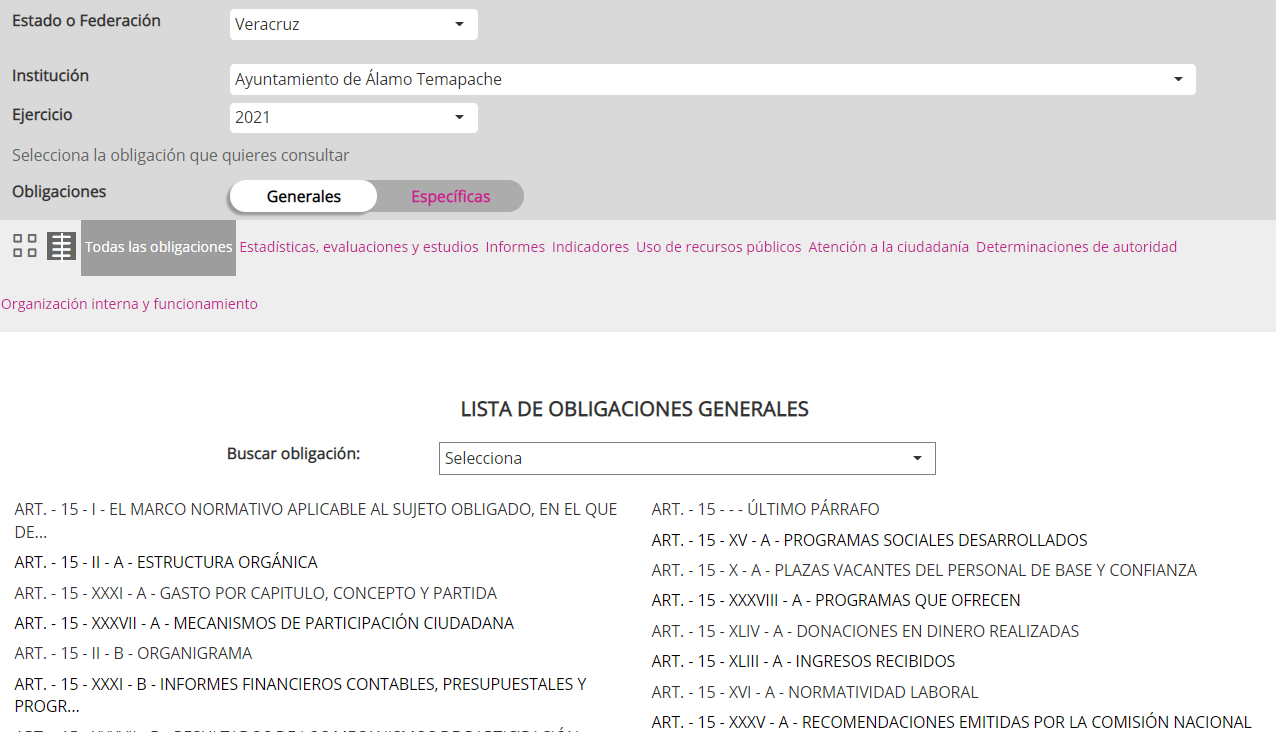 Estado o Federación
Veracruz
Institución
Ayuntamiento de Álamo Temapache
Ejercicio
2021
Selecciona la obligación que quieres consultar
Obligaciones
Generales
Específicas
Todas las obligaciones Estadísticas, evaluaciones y estudios Informes Indicadores Uso de recursos públicos Atención a la ciudadanía Determinaciones de autoridad
Organización interna y funcionamiento
LISTA DE OBLIGACIONES GENERALES
Buscar obligación:
Selecciona
ART. - 15 - I - EL MARCO NORMATIVO APLICABLE AL SUJETO OBLIGADO, EN EL QUE
DE...
ART. - 15 - II - A - ESTRUCTURA ORGÁNICA
ART. - 15 - XXXI - A - GASTO POR CAPITULO, CONCEPTO Y PARTIDA
ART. - 15 - XXXVII - A - MECANISMOS DE PARTICIPACIÓN CIUDADANA
ART. - 15 - II - B - ORGANIGRAMA
ART. - 15 - XXXI - B - INFORMES FINANCIEROS CONTABLES, PRESUPUESTALES Y
PROGR...
ART. - 15 - - - ÚLTIMO PÁRRAFO
ART. - 15 - XV - A - PROGRAMAS SOCIALES DESARROLLADOS
ART. - 15 - X - A - PLAZAS VACANTES DEL PERSONAL DE BASE Y CONFIANZA
ART. - 15 - XXXVIII - A - PROGRAMAS QUE OFRECEN
ART. - 15 - XLIV - A - DONACIONES EN DINERO REALIZADAS
ART. - 15 - XLIII - A - INGRESOS RECIBIDOS
ART. - 15 - XVI - A - NORMATIVIDAD LABORAL
ART. - 15 - XXXV - A - RECOMENDACIONES EMITIDAS POR LA COMISIÓN NACIONAL